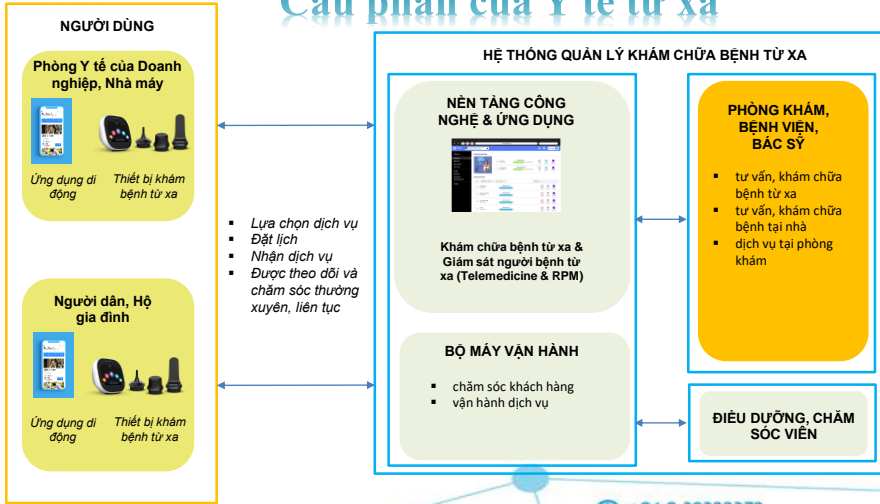 Cấu phần của Y tế từ xa
NGƯỜI DÙNG
Phòng Y tế của Doanh
nghiệp, Nhà máy
Ứng dụng di
động
Thiết bị khám
bệnh từ xa
Người dân, Hộ
gia đình
Ứng dụng di
động
Thiết bị khám
bệnh từ xa
▪ Lựa chọn dịch vụ
▪ Đặt lịch
▪ Nhận dịch vụ
▪ Được theo dõi và
chăm sóc thường
xuyên, liên tục
HỆ THỐNG QUẢN LÝ KHÁM CHỮA BỆNH TỪ XA
NỀN TẢNG CÔNG
NGHỆ & ỨNG DỤNG
Khám chữa bệnh từ xa &
Giám sát người bệnh từ
xa (Telemedicine & RPM)
BỘ MÁY VẬN HÀNH
▪ chăm sóc khách hàng
▪ vận hành dịch vụ
PHÒNG KHÁM,
BỆNH VIỆN,
BÁC SỸ
▪ tư vấn, khám chữa
bệnh từ xa
▪ tư vấn, khám chữa
bệnh tại nhà
▪ dịch vụ tại phòng
khám
ĐIỀU DƯỠNG, CHĂM
SÓC VIÊN